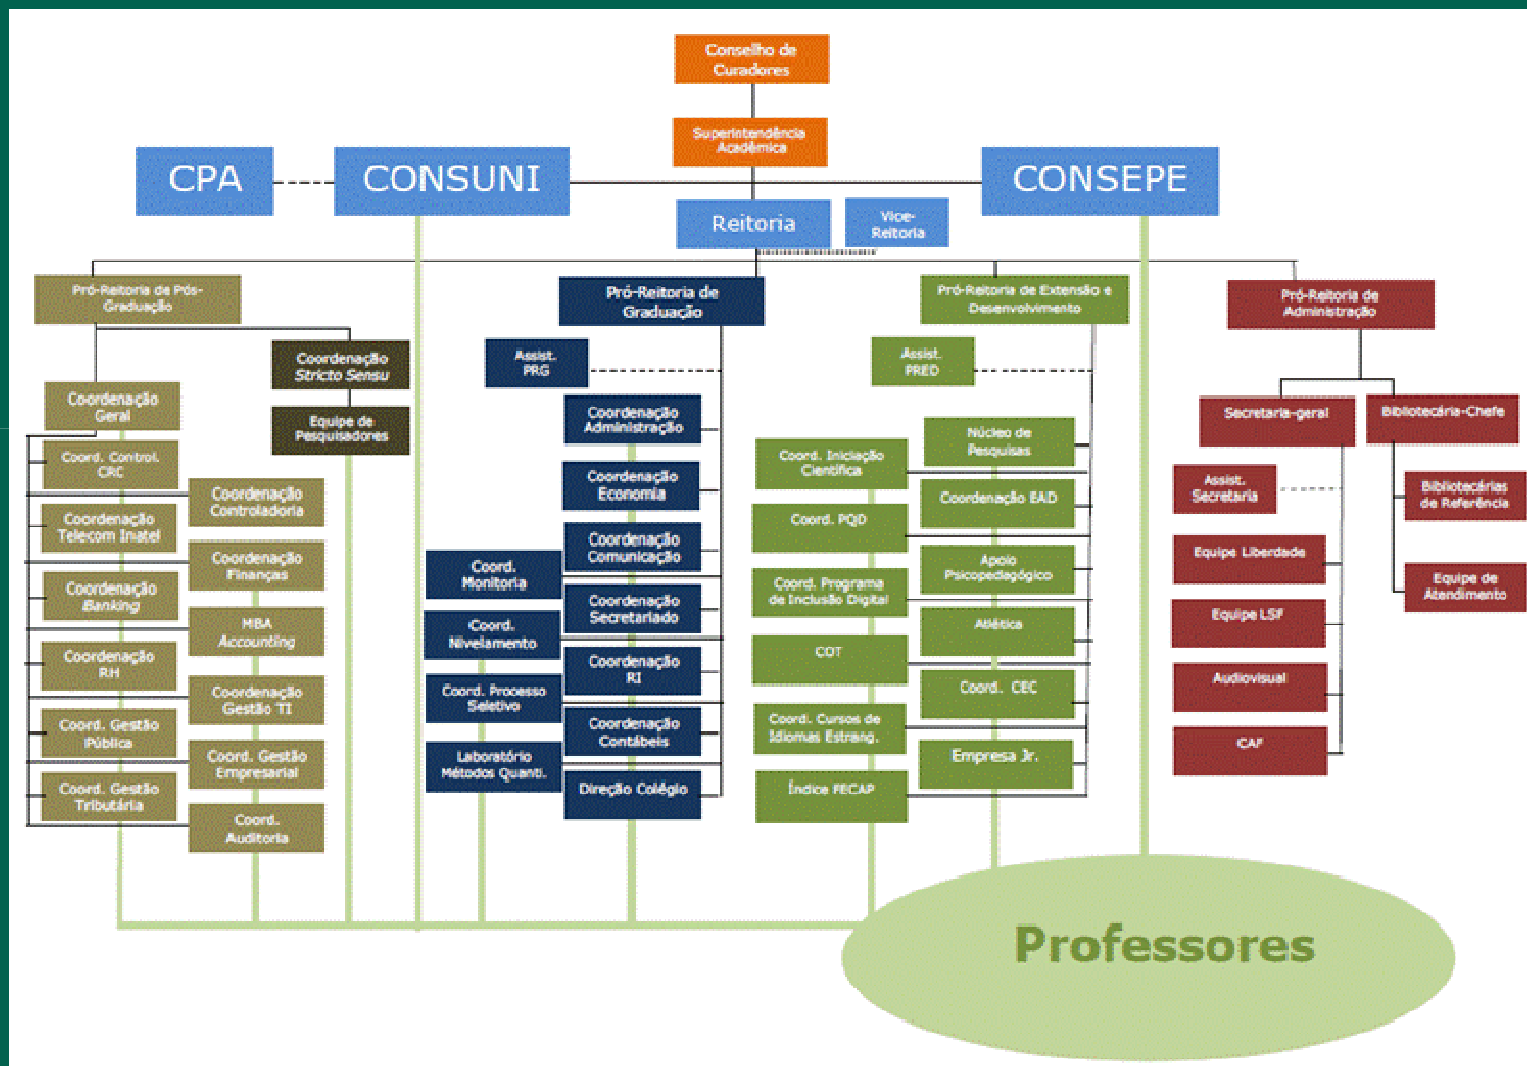 Conselho de
Curadores
Superintendência
Acadêmica
CPA
CONSUNI
CONSEPE
Reitoria
Vice-
Reitoria
Pró-Reitoria de Pós-
Graduação
Pró-Reitoria de
Graduação
Pró-Reitoria de Extensão e
Desenvolvimento
Pró-Reitoria de
Administração
Coordenação
Stricto Sensu
Equipe de
Pesquisadores
Coordenação
Geral
Coord. Control.
CRC
Coordenação
Telecom Inatel
Coordenação
Banking
Coordenação
RH
Coord. Gestão
Pública
Coord. Gestão
Tributária
Coordenação
Controladoria
Coordenação
Finanças
MBA
Accounting
Coordenação
Gestão TI
Coord. Gestão
Empresarial
Coord.
Auditoria
Assist.
PRG
Coordenação
Administração
Coordenação
Economia
Coordenação
Comunicação
Coordenação
Secretariado
Coordenação
RI
Coordenação
Contábeis
Direção Colégio
Coord.
Monitoria
Coord.
Nivelamento
Coord. Processo
Seletivo
Laboratório
Métodos Quanti.
Assist.
PRED
Coord. Iniciação
Científica
Coord. PQD
Coord. Programa
de Inclusão Digital
COT
Coord. Cursos de
Idiomas Estrang.
Índice FECAP
Núcleo de
Pesquisas
Coordenação EAD
Apoio
Psicopedagógico
Atlética
Coord. CEC
Empresa Jr.
Secretaria-geral
Bibliotecária-Chefe
Assist.
Secretaria
Equipe Liberdade
Equipe LSF
Audiovisual
CAF
Bibliotecárias
de Referência
Equipe de
Atendimento
Professores